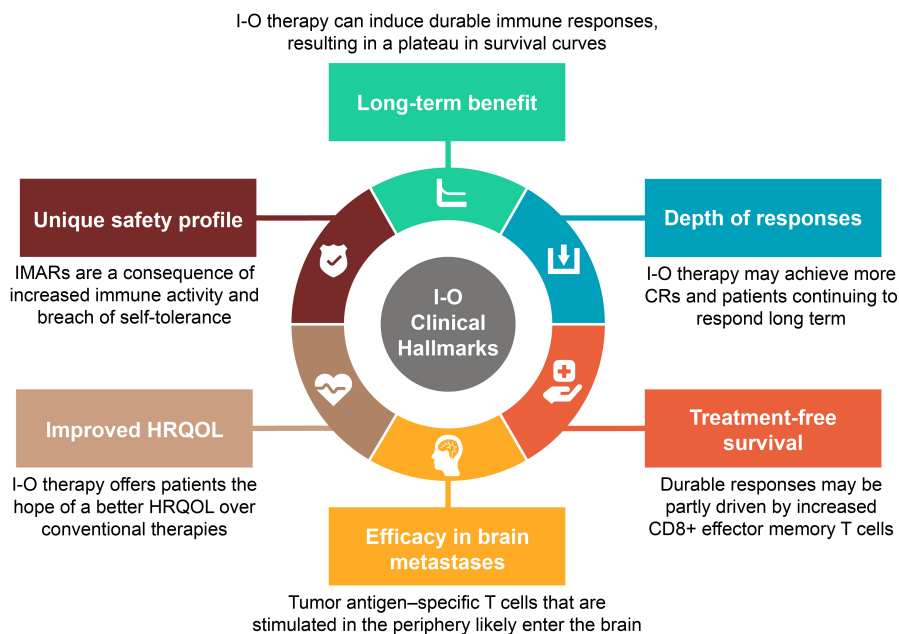 I-O therapy can induce durable immune responses,
resulting in a plateau in survival curves
Long-term benefit
Unique safety profile
IMARs are a consequence of
increased immune activity and
breach of self-tolerance
Depth of responses
I-O therapy may achieve more
CRs and patients continuing to
respond long term
I-O
Clinical
Hallmarks
Improved HRQOL
I-O therapy offers patients the
hope of a better HRQOL over
conventional therapies
Treatment-free
survival
Durable responses may be
partly driven by increased
CD8+ effector memory T cells
Efficacy in brain
metastases
Tumor antigen–specific T cells that are
stimulated in the periphery likely enter the brain